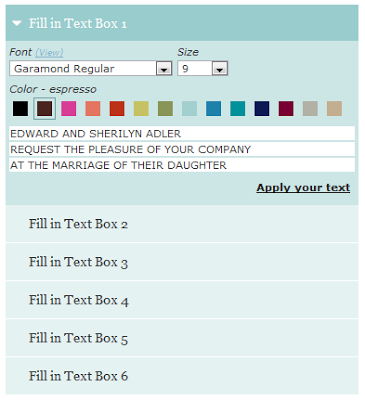 Fill in Text Box 1
Font (View) Size
Garamond Regular 9
Color - espresso
EDWARD AND SHERILYN ADLER
REQUEST THE PLEASURE OF YOUR COMPANY
AT THE MARRIAGE OF THEIR DAUGHTER
Apply your text
Fill in Text Box 2
Fill in Text Box 3
Fill in Text Box 4
Fill in Text Box 5
Fill in Text Box 6